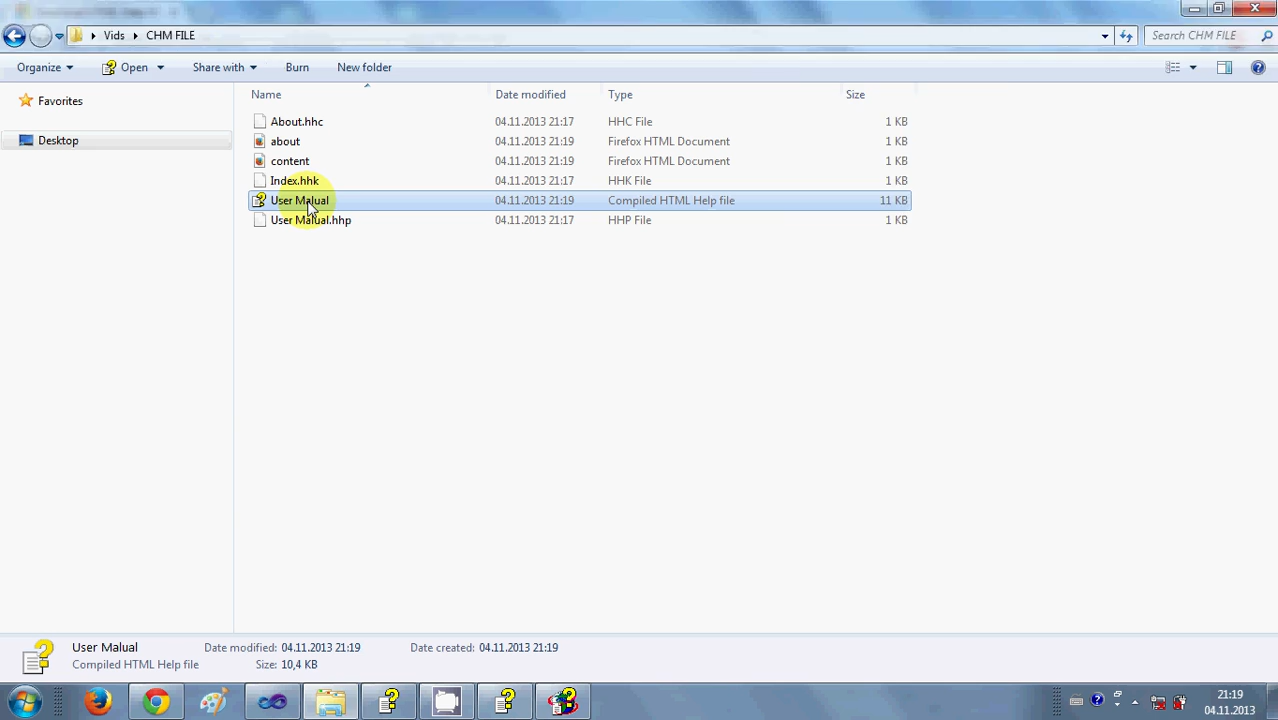 Vids CHM FILE
Search CHM FILE
Organize Open Share with Burn New folder
Favorites
Desktop
Name Date modified Type Size
About.hhc 04.11.2013 21:17 HHC File 1 KB
about 04.11.2013 21:19 Firefox HTML Document 1 KB
content 04.11.2013 21:19 Firefox HTML Document 1 KB
Index.hhk 04.11.2013 21:17 HHK File 1 KB
User Malual 04.11.2013 21:19 Compiled HTML Help file 11 KB
User Malual.hhp 04.11.2013 21:17 HHP File 1 KB
User Malual Date modified: 04.11.2013 21:19 Date created: 04.11.2013 21:19
Compiled HTML Help file Size: 10,4 KB
21:19
04.11.2013